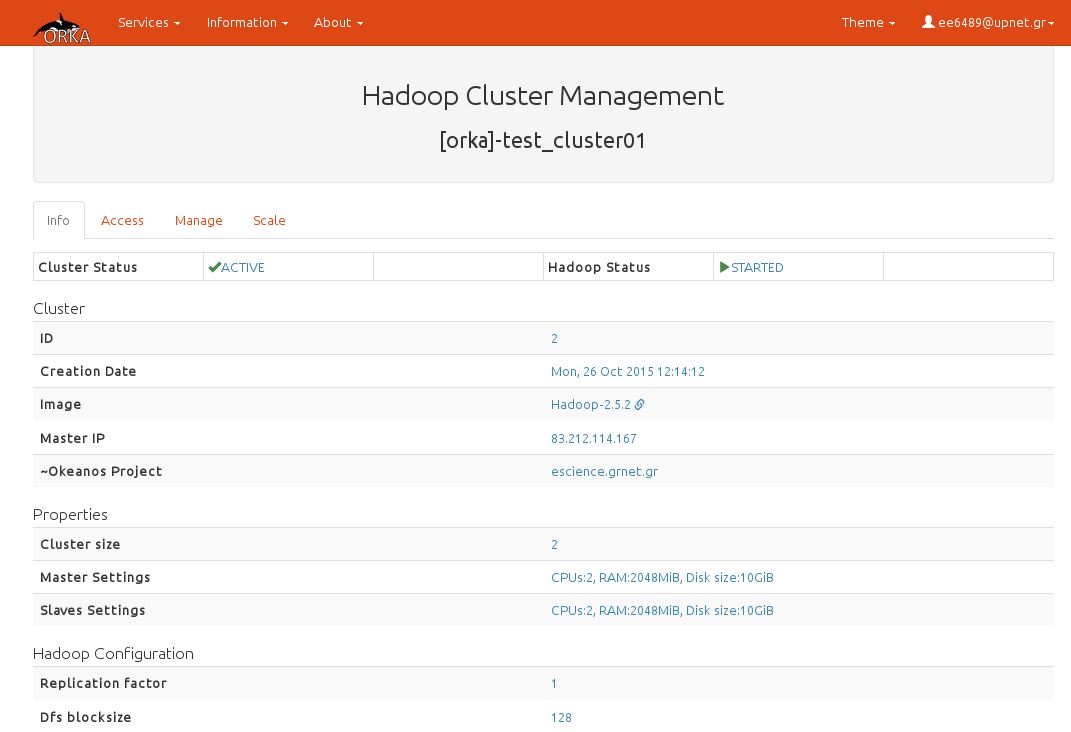 ORKA Services Information About Theme ee6489@upnet.gr
Hadoop Cluster Management
[orka]-test_cluster01
Info Access Manage Scale
Cluster Status ACTIVE Hadoop Status STARTED
Cluster
ID 2
Creation Date Mon, 26 Oct 2015 12:14:12
Image Hadoop-2.5.2
Master IP 83.212.114.167
~Okeanos Project escience.grnet.gr
Properties
Cluster size 2
Master Settings CPUs:2, RAM:2048MiB, Disk size:10GiB
Slaves Settings CPUs:2, RAM:2048MiB, Disk size:10GiB
Hadoop Configuration
Replication factor 1
Dfs blocksize 128